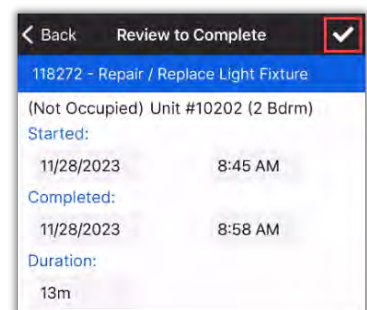 Back Review to Complete
118272 - Repair / Replace Light Fixture
(Not Occupied) Unit #10202 (2 Bdrm)
Started:
11/28/2023 8:45 AM
Completed:
11/28/2023 8:58 AM
Duration:
13m